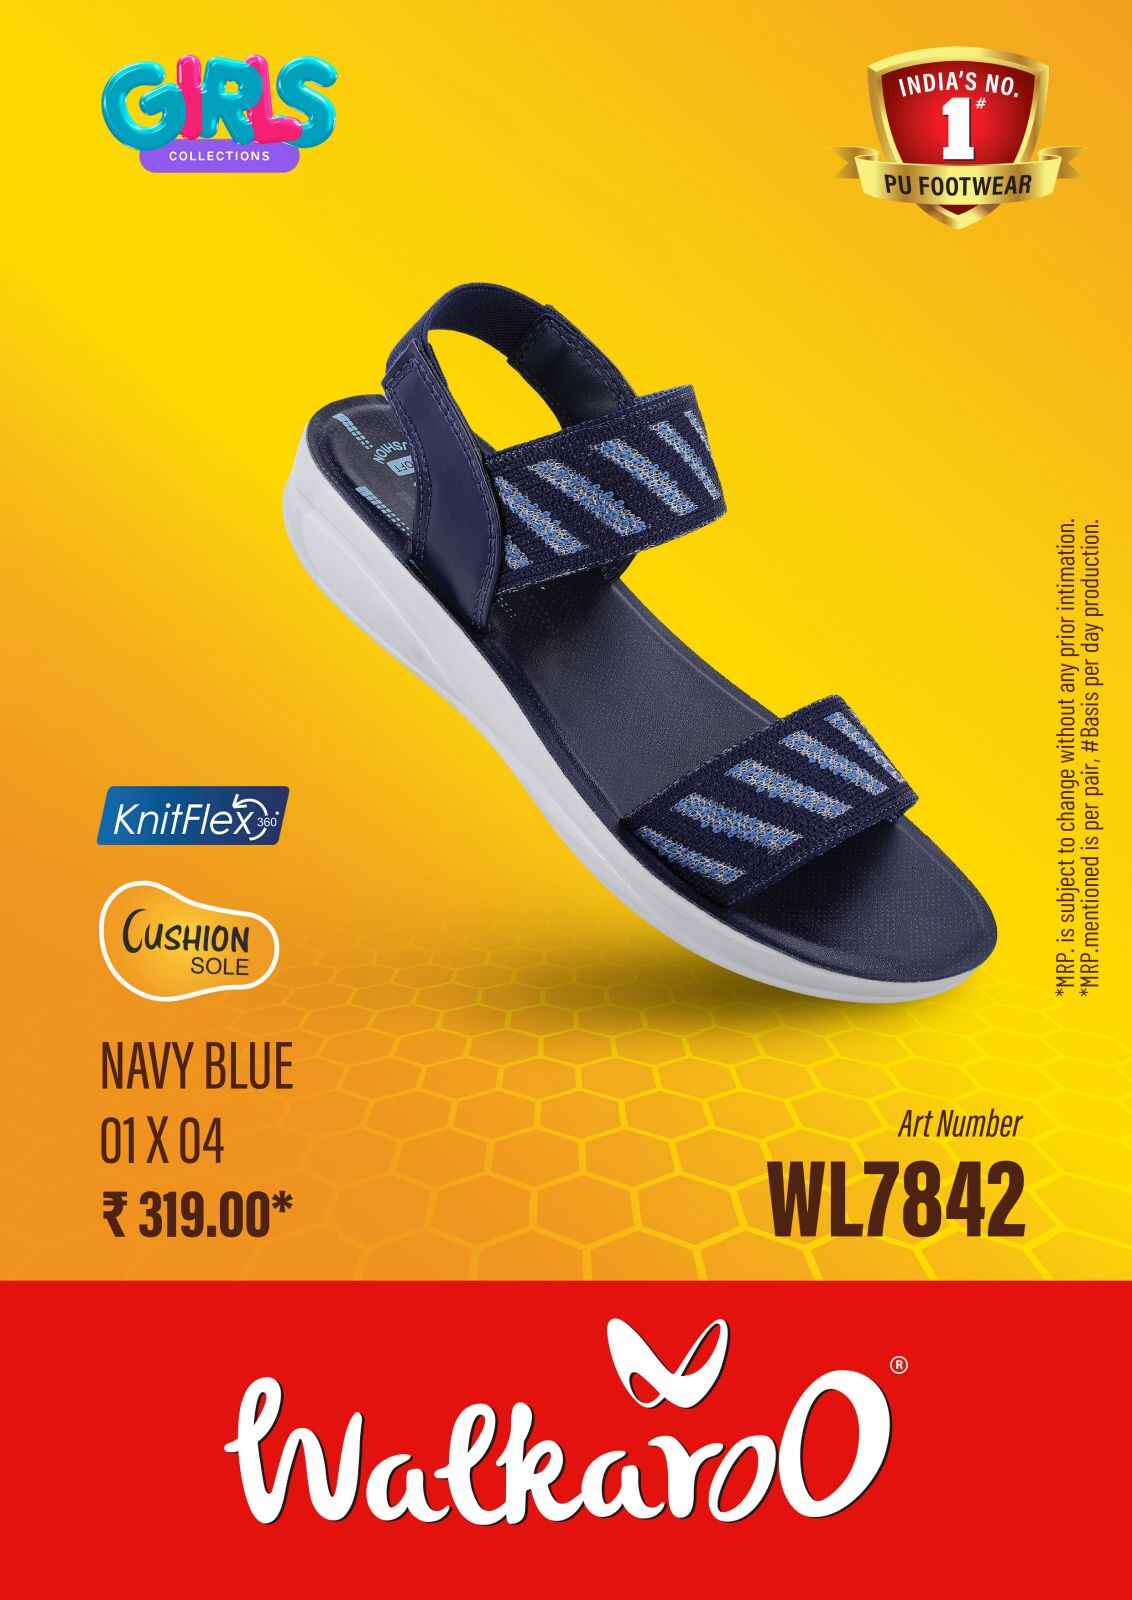 GIRLS
COLLECTIONS
INDIA'S NO.
1#
PU FOOTWEAR
*MRP. is subject to change without any prior intimation.
*MRP.mentioned is per pair, #Basis per day production.
KnitFlex 360°
CUSHION
SOLE
NAVY BLUE
01 X 04
₹ 319.00*
Art Number
WL7842
Walkaroo®